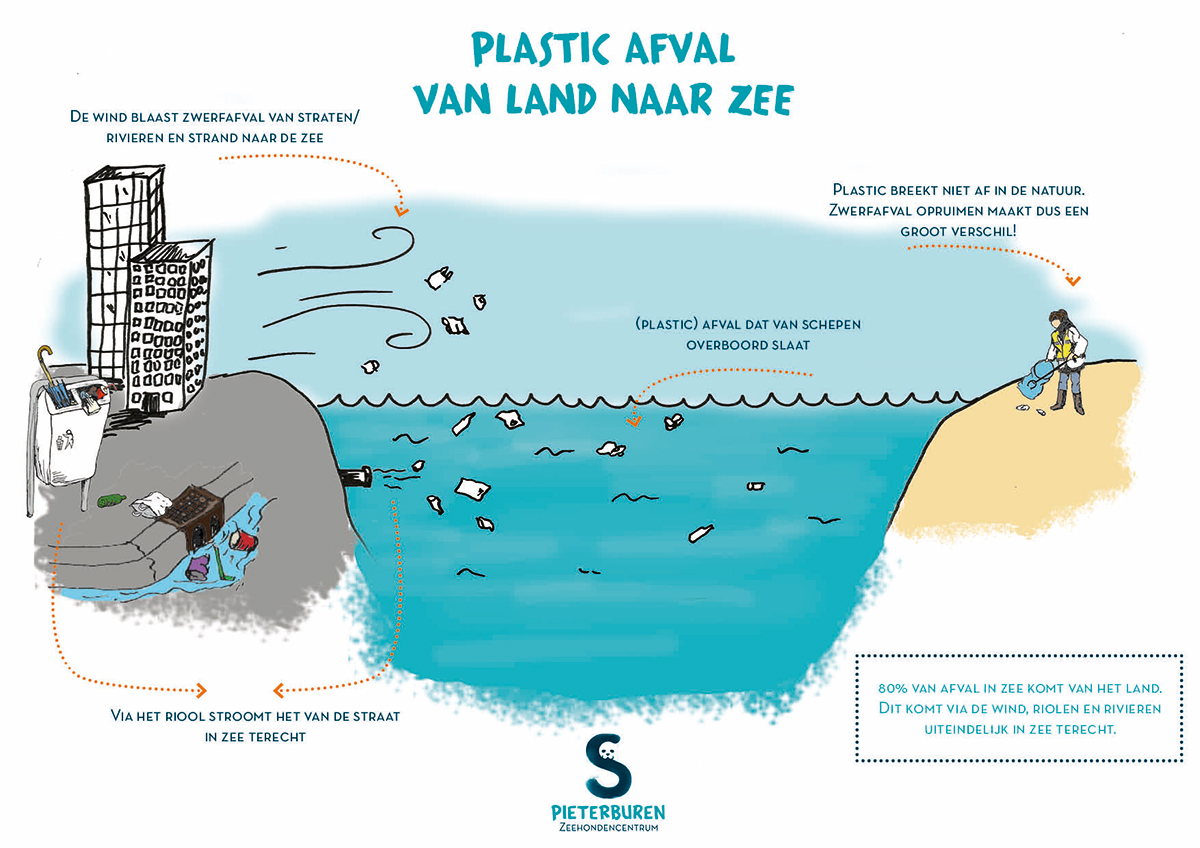 PLASTIC AFVAL
VAN LAND NAAR ZEE
DE WIND BLAAST ZWERFAFVAL VAN STRATEN/
RIVIEREN EN STRAND NAAR DE ZEE
PLASTIC BREEKT NIET AF IN DE NATUUR.
ZWERFAFVAL OPRUIMEN MAAKT DUS EEN
GROOT VERSCHIL!
(PLASTIC) AFVAL DAT VAN SCHEPEN
OVERBOORD SLAAT
VIA HET RIOOL STROOMT HET VAN DE STRAAT
IN ZEE TERECHT
80% VAN AFVAL IN ZEE KOMT VAN HET LAND.
DIT KOMT VIA DE WIND, RIOLEN EN RIVIEREN
UITEINDELIJK IN ZEE TERECHT.
S
PIETERBUREN
ZEEHONDENCENTRUM